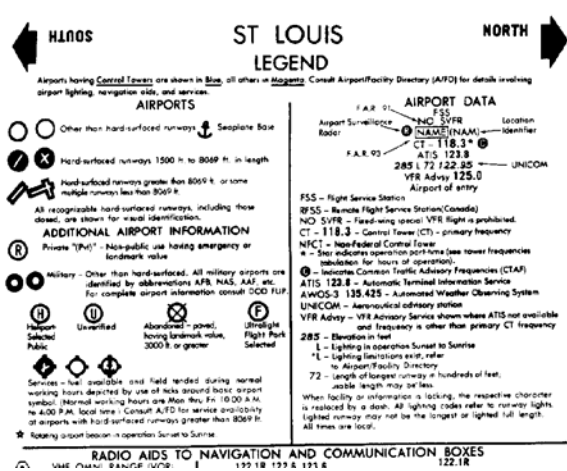 SOUTH
ST LOUIS
NORTH
LEGEND
Airports having Control Towers are shown in Blue, all others in Magenta. Consult Airport/Facility Directory (A/FD) for details involving
airport lighting, navigation aids, and services.
AIRPORTS
Other than hard-surfaced runways
Seaplane Base
Hard-surfaced runways 1500 ft. to 8069 ft. in length
Hard-surfaced runways greater than 8069 ft. or some
multiple runways less than 8069 ft.
All recognizable hard-surfaced runways, including those
closed, are shown for visual identification.
ADDITIONAL AIRPORT INFORMATION
R
Private "(Pvt)" - Non-public use having emergency or
landmark value
Military - Other than hard-surfaced. All military airports are
identified by abbreviations AFB, NAS, AAF, etc.
For complete airport information consult DOD FLIP.
H
Heliport
Selected
Public
U
Unverified
Abandoned - paved,
having landmark value,
3000 ft. or greater
F
Ultralight
Flight Park
Selected
Services - fuel available and field tended during normal
working hours depicted by use of ticks around basic airport
symbol. (Normal working hours are Mon thru Fri 10:00 A.M.
to 4:00 P.M. local time) Consult A/FD for service availability
at airports with hard-surfaced runways greater than 8069 ft.
Rotating airport beacon in operation Sunset to Sunrise
AIRPORT DATA
F.A.R. 91
FSS
NO SVFR
Airport Surveillance
Radar
NAME (NAM)
Location
Identifier
F.A.R. 93
CT - 118.3 * C
ATIS 123.8
285 L 72 122.95
UNICOM
VFR Advsy 125.0
Airport of entry
FSS - Flight Service Station
RFSS - Remote Flight Service Station (Canada)
NO SVFR - Fixed-wing special VFR flight is prohibited.
CT - 118.3 - Control Tower (CT) - primary frequency
NFCT - Non-Federal Control Tower
* - Star indicates operation part-time (see tower frequencies
tabulation for hours of operation).
C - Indicates Common Traffic Advisory Frequencies (CTAF)
ATIS 123.8 - Automatic Terminal Information Service
AWOS-3 135.425 - Automated Weather Observing System
UNICOM - Aeronautical advisory station
VFR Advsy - VFR Advisory Service shown where ATIS not available
and frequency is other than primary CT frequency
285 - Elevation in feet
L - Lighting in operation Sunset to Sunrise
*L - Lighting limitations exist, refer
to Airport/Facility Directory
72 - Length of longest runway in hundreds of feet;
usable length may be less.
When facility or information is lacking, the respective character
is replaced by a dash. All lighting codes refer to runway lights.
Lighted runway may not be the longest or lighted full length.
All times are local.
RADIO AIDS TO NAVIGATION AND COMMUNICATION BOXES
VHF OMNI RANGE (VOR)
122.1R 122.6 123.6
122.1R